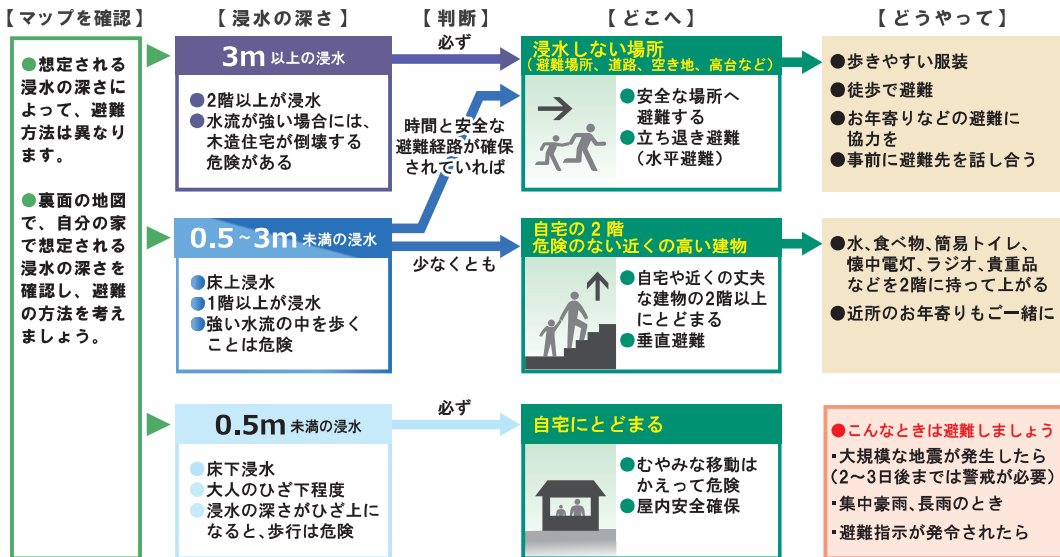 【マップを確認】
【浸水の深さ】
【判断】
【どこへ】
【どうやって】
●想定される
浸水の深さに
よって、避難
方法は異なり
ます。
●裏面の地図
で、自分の家
で想定される
浸水の深さを
確認し、避難
の方法を考え
ましょう。
3m以上の浸水
●2階以上が浸水
●水流が強い場合には、
木造住宅が倒壊する
危険がある
必ず
時間と安全な
避難経路が確保
されていれば
浸水しない場所
（避難場所、道路、空き地、高台など）
●安全な場所へ
避難する
●立ち退き避難
（水平避難）
●歩きやすい服装
●徒歩で避難
●お年寄りなどの避難に
協力を
●事前に避難先を話し合う
0.5~3m未満の浸水
●床上浸水
●1階以上が浸水
●強い水流の中を歩く
ことは危険
少なくとも
自宅の2階
危険のない近くの高い建物
●自宅や近くの丈夫
な建物の2階以上
にとどまる
●垂直避難
●水、食べ物、簡易トイレ、
懐中電灯、ラジオ、貴重品
などを2階に持って上がる
●近所のお年寄りもご一緒に
0.5m未満の浸水
●床下浸水
●大人のひざ下程度
●浸水の深さがひざ上に
なると、歩行は危険
必ず
自宅にとどまる
●むやみな移動は
かえって危険
●屋内安全確保
●こんなときは避難しましょう
･大規模な地震が発生したら
（2〜3日後までは警戒が必要）
･集中豪雨、長雨のとき
･避難指示が発令されたら